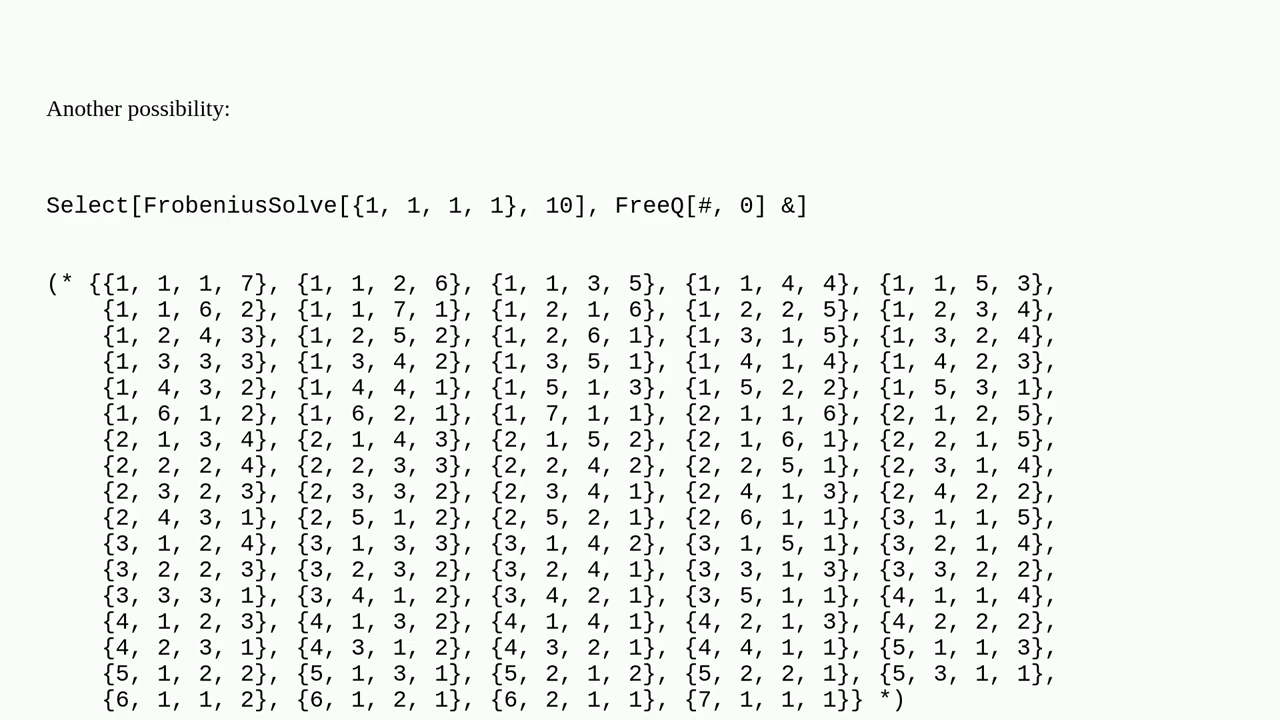 Another possibility:
Select[FrobeniusSolve[{1, 1, 1, 1}, 10], FreeQ[#, 0] &]
(* {{1, 1, 1, 7}, {1, 1, 2, 6}, {1, 1, 3, 5}, {1, 1, 4, 4}, {1, 1, 5, 3},
{1, 1, 6, 2}, {1, 1, 7, 1}, {1, 2, 1, 6}, {1, 2, 2, 5}, {1, 2, 3, 4},
{1, 2, 4, 3}, {1, 2, 5, 2}, {1, 2, 6, 1}, {1, 3, 1, 5}, {1, 3, 2, 4},
{1, 3, 3, 3}, {1, 3, 4, 2}, {1, 3, 5, 1}, {1, 4, 1, 4}, {1, 4, 2, 3},
{1, 4, 3, 2}, {1, 4, 4, 1}, {1, 5, 1, 3}, {1, 5, 2, 2}, {1, 5, 3, 1},
{1, 6, 1, 2}, {1, 6, 2, 1}, {1, 7, 1, 1}, {2, 1, 1, 6}, {2, 1, 2, 5},
{2, 1, 3, 4}, {2, 1, 4, 3}, {2, 1, 5, 2}, {2, 1, 6, 1}, {2, 2, 1, 5},
{2, 2, 2, 4}, {2, 2, 3, 3}, {2, 2, 4, 2}, {2, 2, 5, 1}, {2, 3, 1, 4},
{2, 3, 2, 3}, {2, 3, 3, 2}, {2, 3, 4, 1}, {2, 4, 1, 3}, {2, 4, 2, 2},
{2, 4, 3, 1}, {2, 5, 1, 2}, {2, 5, 2, 1}, {2, 6, 1, 1}, {3, 1, 1, 5},
{3, 1, 2, 4}, {3, 1, 3, 3}, {3, 1, 4, 2}, {3, 1, 5, 1}, {3, 2, 1, 4},
{3, 2, 2, 3}, {3, 2, 3, 2}, {3, 2, 4, 1}, {3, 3, 1, 3}, {3, 3, 2, 2},
{3, 3, 3, 1}, {3, 4, 1, 2}, {3, 4, 2, 1}, {3, 5, 1, 1}, {4, 1, 1, 4},
{4, 1, 2, 3}, {4, 1, 3, 2}, {4, 1, 4, 1}, {4, 2, 1, 3}, {4, 2, 2, 2},
{4, 2, 3, 1}, {4, 3, 1, 2}, {4, 3, 2, 1}, {4, 4, 1, 1}, {5, 1, 1, 3},
{5, 1, 2, 2}, {5, 1, 3, 1}, {5, 2, 1, 2}, {5, 2, 2, 1}, {5, 3, 1, 1},
{6, 1, 1, 2}, {6, 1, 2, 1}, {6, 2, 1, 1}, {7, 1, 1, 1}} *)